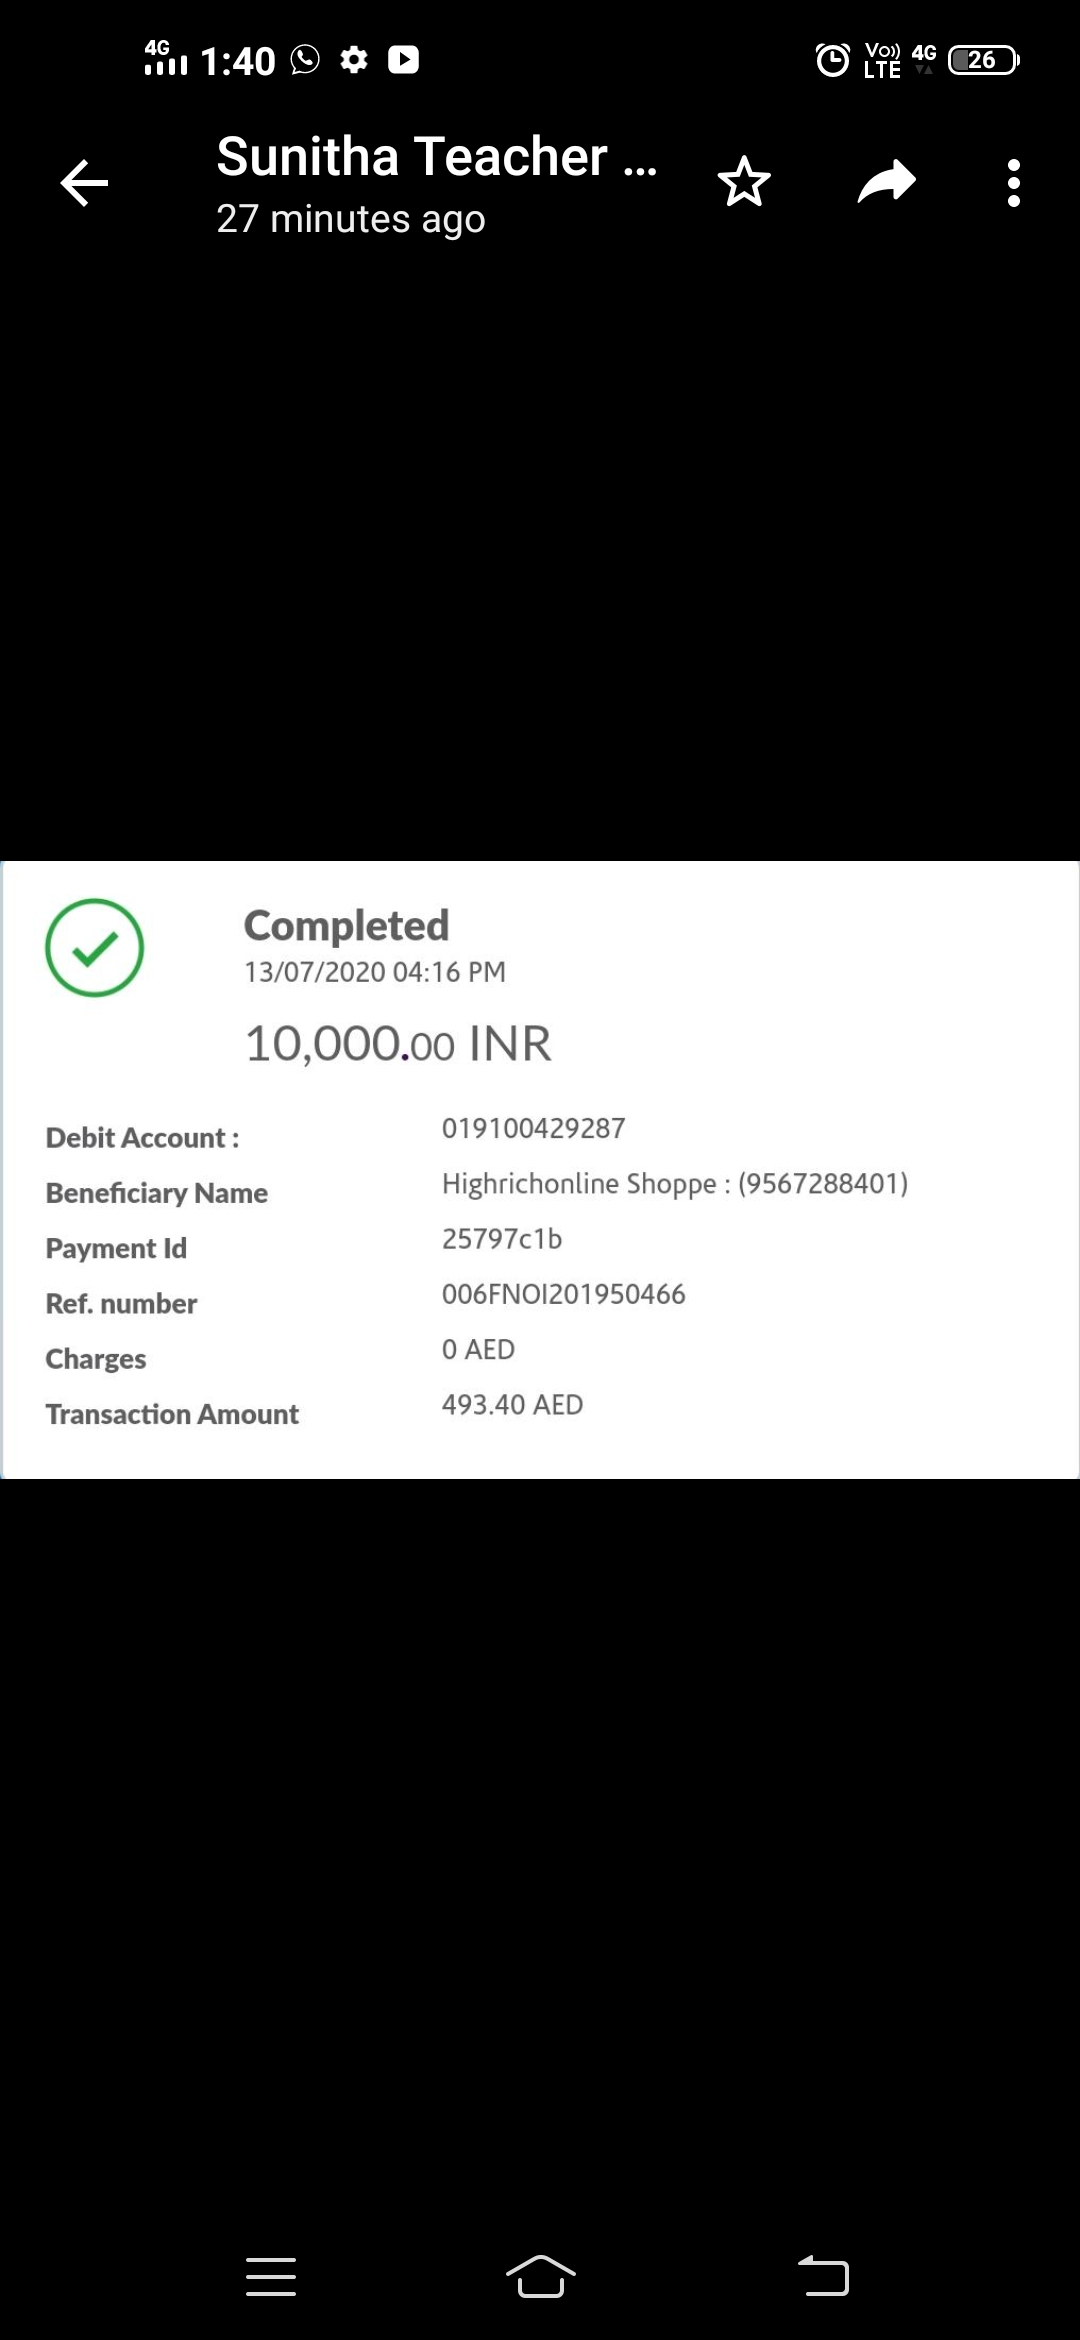 4G 1:40 Vo)) LTE 4G 26
Sunitha Teacher ...
27 minutes ago
Completed
13/07/2020 04:16 PM
10,000.00 INR
Debit Account : 019100429287
Beneficiary Name Highrichonline Shoppe : (9567288401)
Payment Id 25797c1b
Ref. number 006FNOI201950466
Charges 0 AED
Transaction Amount 493.40 AED